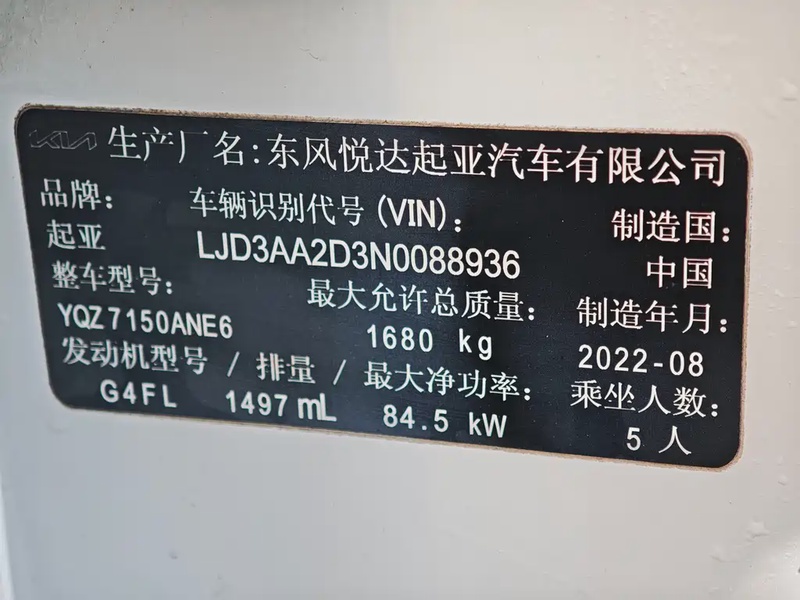 KIA 生产厂名:东风悦达起亚汽车有限公司
品牌: 车辆识别代号(VIN): 制造国:
起亚 LJD3AA2D3N0088936 中国
整车型号: 最大允许总质量: 制造年月:
YQZ7150ANE6 1680 kg 2022-08
发动机型号 / 排量 / 最大净功率: 乘坐人数:
G4FL 1497 mL 84.5 kW 5 人